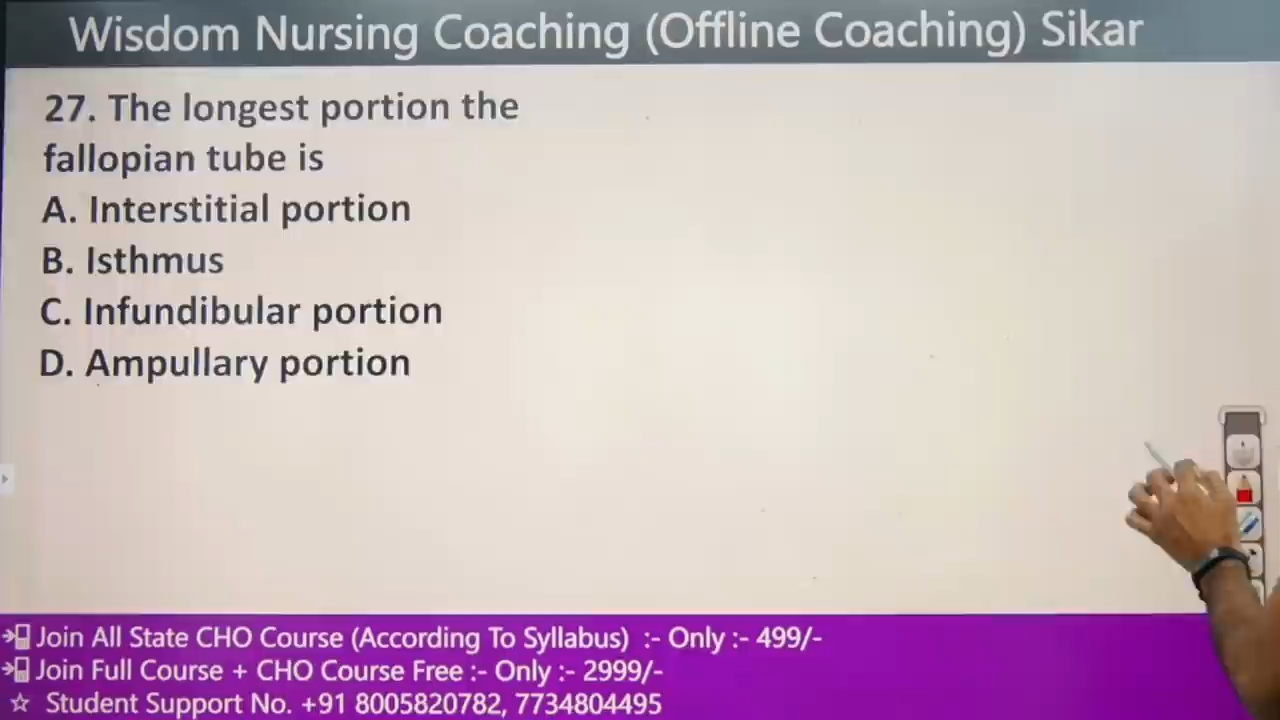 Wisdom Nursing Coaching (Offline Coaching) Sikar
27. The longest portion the
fallopian tube is
A. Interstitial portion
B. Isthmus
C. Infundibular portion
D. Ampullary portion
Join All State CHO Course (According To Syllabus) :- Only :- 499/-
Join Full Course + CHO Course Free :- Only :- 2999/-
☆ Student Support No. +91 8005820782, 7734804495